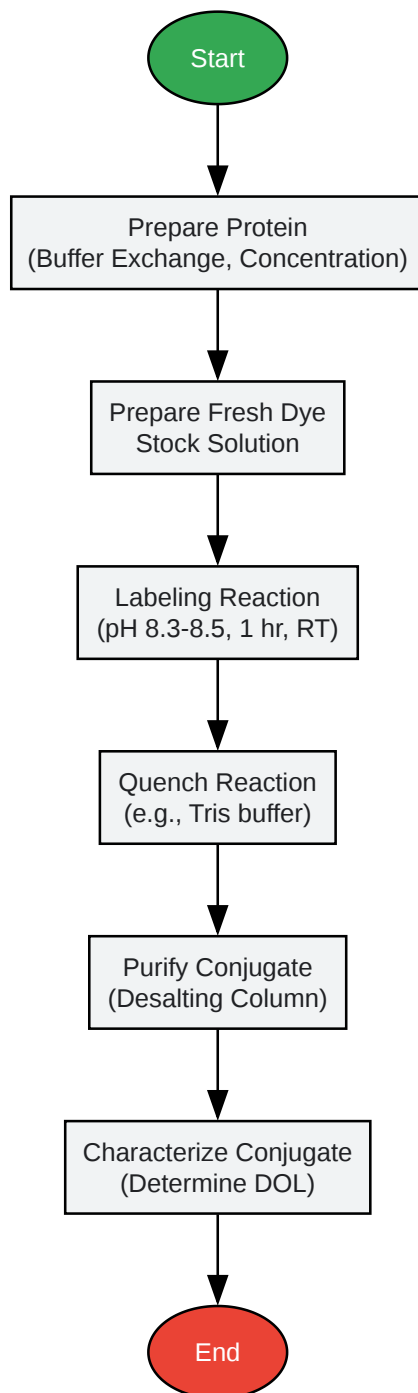 Start
Prepare Protein
(Buffer Exchange, Concentration)
Prepare Fresh Dye
Stock Solution
Labeling Reaction
(pH 8.3-8.5, 1 hr, RT)
Quench Reaction
(e.g., Tris buffer)
Purify Conjugate
(Desalting Column)
Characterize Conjugate
(Determine DOL)
End